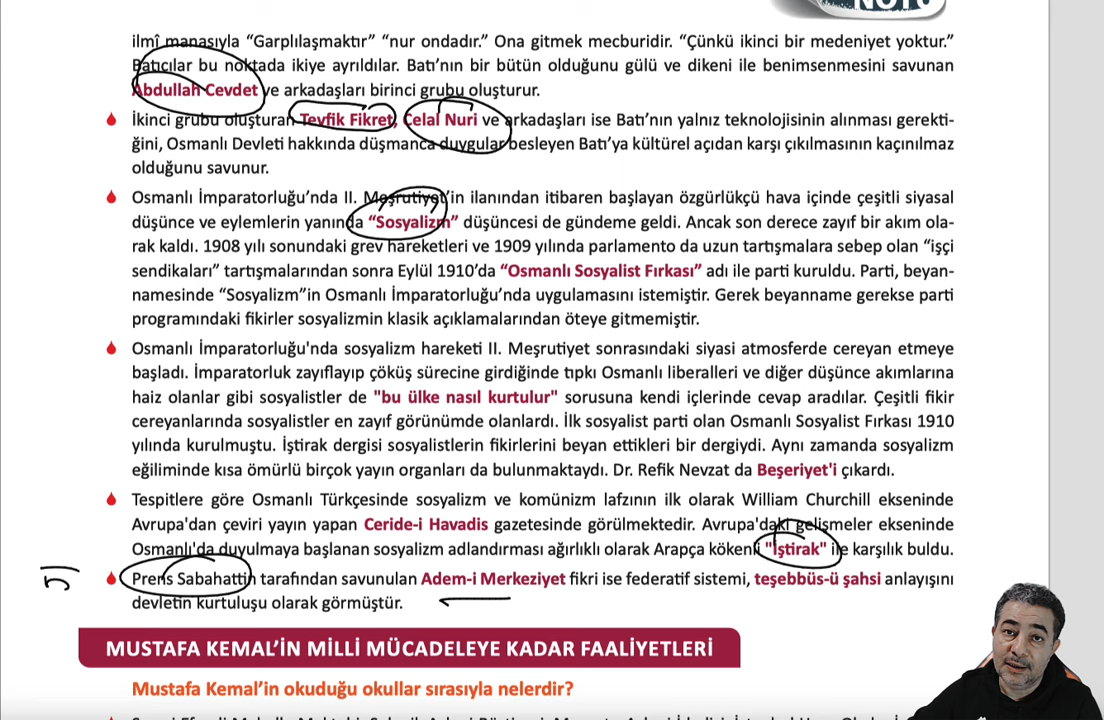 NOTU
ilmî manasıyla “Garplılaşmaktır” “nur ondadır.” Ona gitmek mecburidir. “Çünkü ikinci bir medeniyet yoktur.”
Batıcılar bu noktada ikiye ayrıldılar. Batı’nın bir bütün olduğunu gülü ve dikeni ile benimsenmesini savunan
Abdullah Cevdet ve arkadaşları birinci grubu oluşturur.
İkinci grubu oluşturan Tevfik Fikret, Celal Nuri ve arkadaşları ise Batı’nın yalnız teknolojisinin alınması gerekti-
ğini, Osmanlı Devleti hakkında düşmanca duygular besleyen Batı’ya kültürel açıdan karşı çıkılmasının kaçınılmaz
olduğunu savunur.
Osmanlı İmparatorluğu’nda II. Meşrutiyet’in ilanından itibaren başlayan özgürlükçü hava içinde çeşitli siyasal
düşünce ve eylemlerin yanında “Sosyalizm” düşüncesi de gündeme geldi. Ancak son derece zayıf bir akım ola-
rak kaldı. 1908 yılı sonundaki grev hareketleri ve 1909 yılında parlamento da uzun tartışmalara sebep olan “işçi
sendikaları” tartışmalarından sonra Eylül 1910’da “Osmanlı Sosyalist Fırkası” adı ile parti kuruldu. Parti, beyan-
namesinde “Sosyalizm”in Osmanlı İmparatorluğu’nda uygulamasını istemiştir. Gerek beyanname gerekse parti
programındaki fikirler sosyalizmin klasik açıklamalarından öteye gitmemiştir.
Osmanlı İmparatorluğu'nda sosyalizm hareketi II. Meşrutiyet sonrasındaki siyasi atmosferde cereyan etmeye
başladı. İmparatorluk zayıflayıp çöküş sürecine girdiğinde tıpkı Osmanlı liberalleri ve diğer düşünce akımlarına
haiz olanlar gibi sosyalistler de "bu ülke nasıl kurtulur" sorusuna kendi içlerinde cevap aradılar. Çeşitli fikir
cereyanlarında sosyalistler en zayıf görünümde olanlardı. İlk sosyalist parti olan Osmanlı Sosyalist Fırkası 1910
yılında kurulmuştu. İştirak dergisi sosyalistlerin fikirlerini beyan ettikleri bir dergiydi. Aynı zamanda sosyalizm
eğiliminde kısa ömürlü birçok yayın organları da bulunmaktaydı. Dr. Refik Nevzat da Beşeriyet'i çıkardı.
Tespitlere göre Osmanlı Türkçesinde sosyalizm ve komünizm lafzının ilk olarak William Churchill ekseninde
Avrupa'dan çeviri yayın yapan Ceride-i Havadis gazetesinde görülmektedir. Avrupa'daki gelişmeler ekseninde
Osmanlı'da duyulmaya başlanan sosyalizm adlandırması ağırlıklı olarak Arapça kökenli "İştirak" ile karşılık buldu.
5)
Prens Sabahattin tarafından savunulan Adem-i Merkeziyet fikri ise federatif sistemi, teşebbüs-ü şahsi anlayışını
devletin kurtuluşu olarak görmüştür.
MUSTAFA KEMAL’İN MİLLİ MÜCADELEYE KADAR FAALİYETLERİ
Mustafa Kemal’in okuduğu okullar sırasıyla nelerdir?